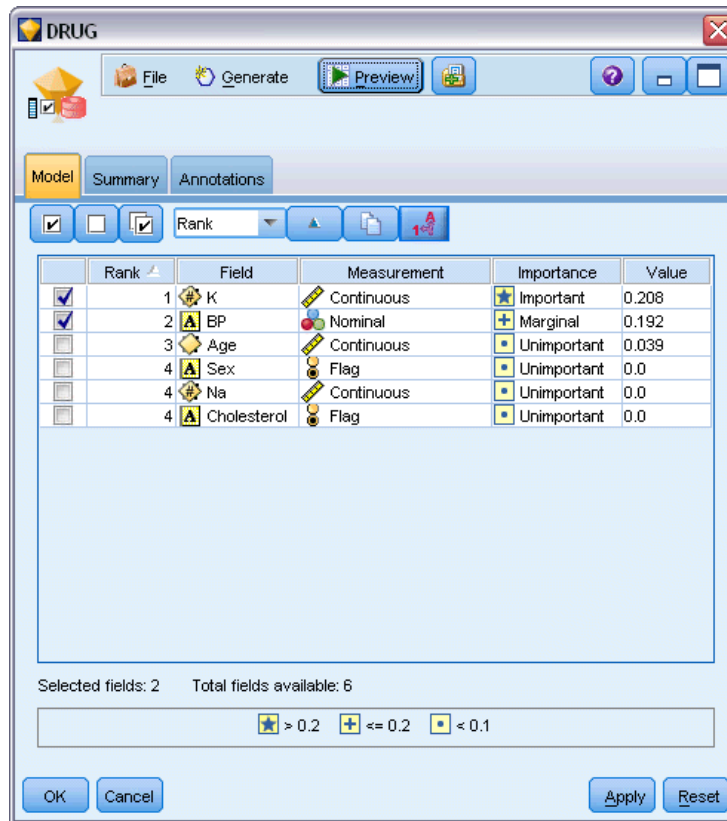 DRUG
File Generate Preview
Model Summary Annotations
Rank
Rank Field Measurement Importance Value
1 K Continuous Important 0.208
2 A BP Nominal + Marginal 0.192
3 Age Continuous Unimportant 0.039
4 A Sex Flag Unimportant 0.0
4 # Na Continuous Unimportant 0.0
4 A Cholesterol Flag Unimportant 0.0
Selected fields: 2 Total fields available: 6
> 0.2 + <= 0.2 < 0.1
OK Cancel Apply Reset